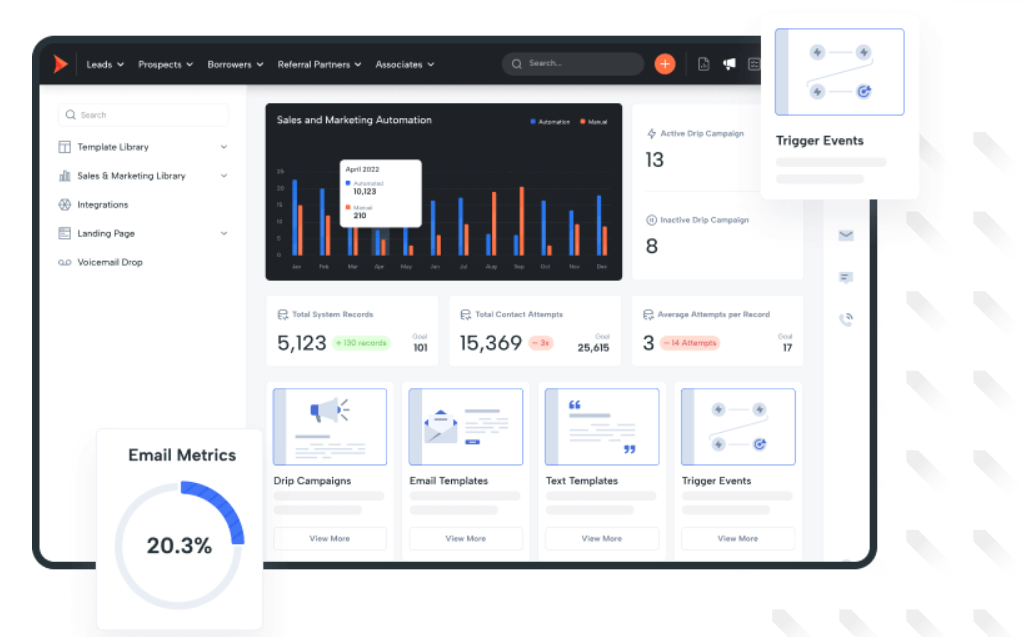 Leads
Prospects
Borrowers
Referral Partners
Associates
Search...
Trigger Events
Search
Template Library
Sales & Marketing Library
Integrations
Landing Page
Voicemail Drop
Sales and Marketing Automation
Automation
Manual
April 2022
Automated
10,123
Manual
210
25
20
15
10
5
0
Jan Feb Mar Apr May Jun Jul Aug Sep Oct Nov Dec
Active Drip Campaign
13
Inactive Drip Campaign
8
Total System Records
5,123 + 130 records
Goal
101
Total Contact Attempts
15,369 - 3x
Goal
25,615
Average Attempts per Record
3 - 14 Attempts
Goal
17
Drip Campaigns
View More
Email Templates
View More
Text Templates
View More
Trigger Events
View More
Email Metrics
20.3%